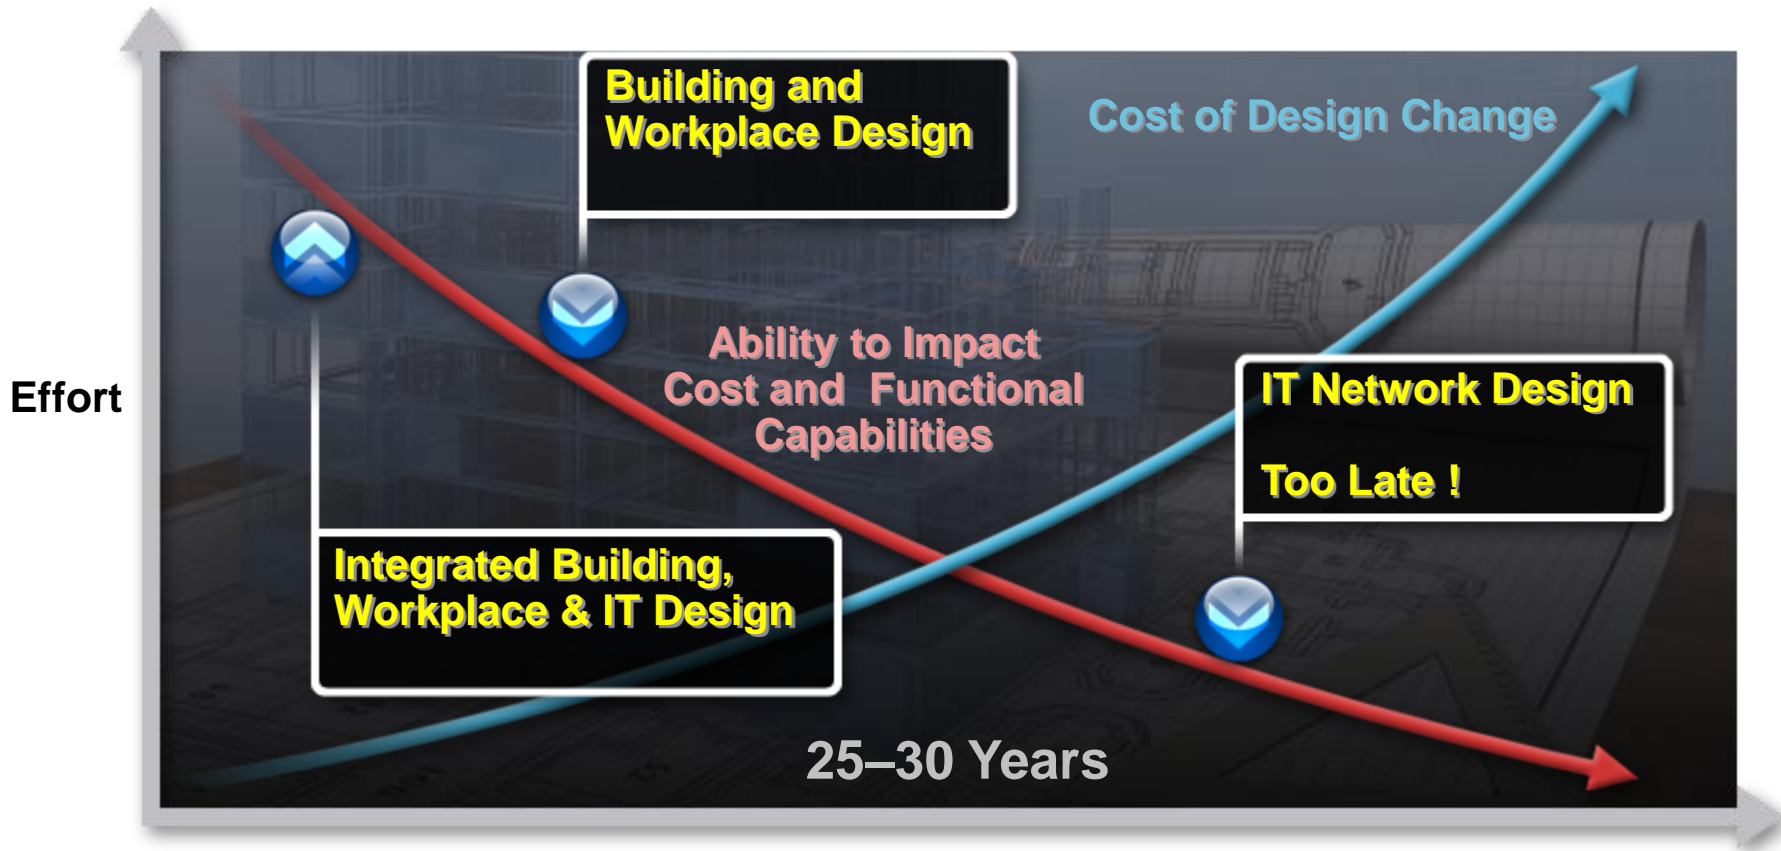 Building and
Workplace Design
Cost of Design Change
Ability to Impact
Cost and  Functional
Capabilities
Effort
IT Network Design
Too Late !
Integrated Building,
Workplace & IT Design
25–30 Years